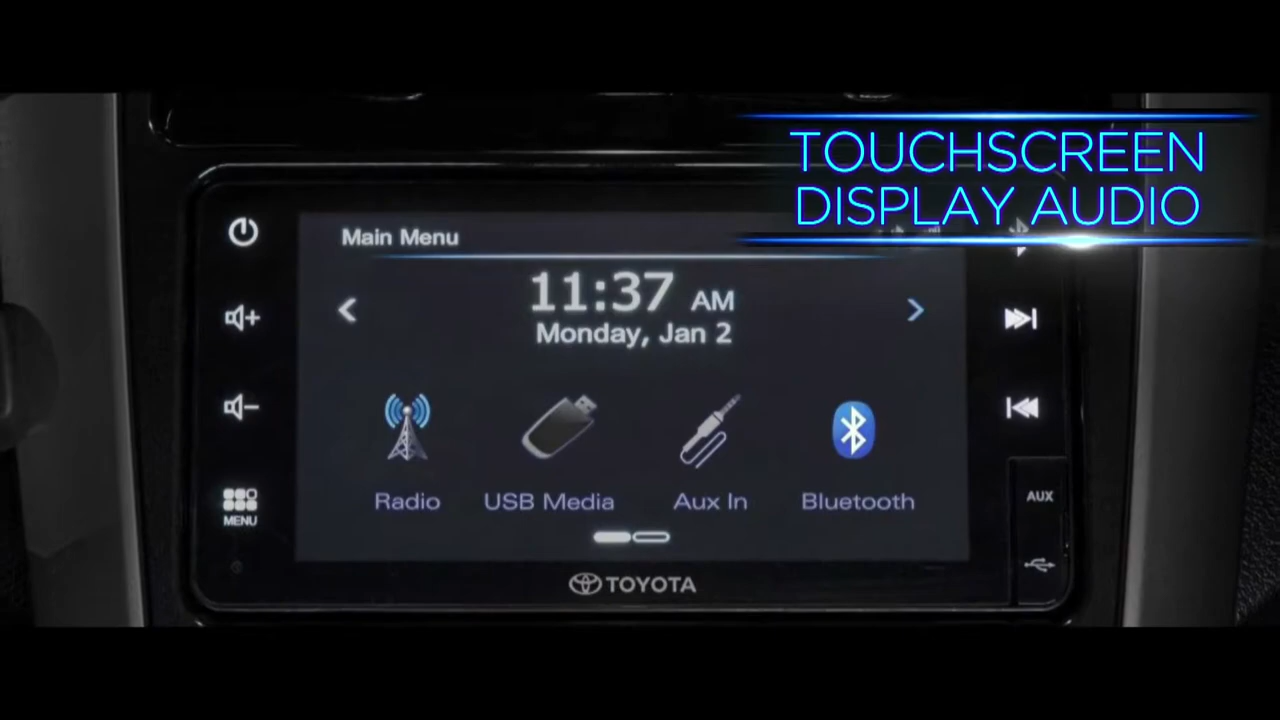 TOUCHSCREEN
DISPLAY AUDIO
Main Menu
11:37 AM
Monday, Jan 2
Radio
USB Media
Aux In
Bluetooth
MENU
AUX
TOYOTA